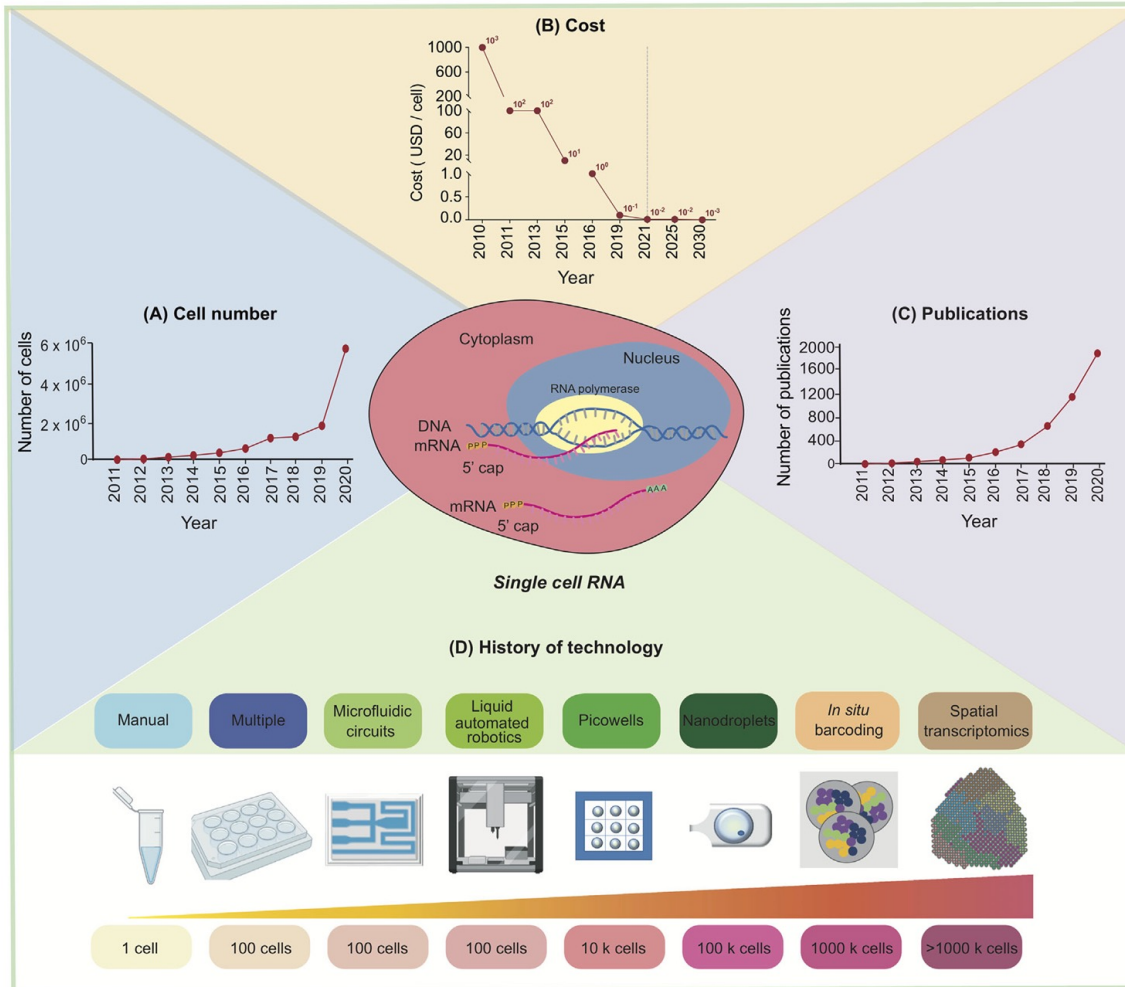 (B) Cost
Cost ( USD / cell)
1000
600
200
100
60
20
1.0
0.5
0.0
10³
10²
10²
10¹
10⁰
10⁻¹
10⁻²
10⁻²
10⁻³
2010
2011
2013
2015
2016
2019
2021
2025
2030
Year
(A) Cell number
Number of cells
6 x 10⁶
4 x 10⁶
2 x 10⁶
0
2011
2012
2013
2014
2015
2016
2017
2018
2019
2020
Year
Cytoplasm
Nucleus
RNA polymerase
DNA
mRNA
PPP
5' cap
mRNA
PPP
AAA
5' cap
Single cell RNA
(C) Publications
Number of publications
2000
1600
1200
800
400
0
2011
2012
2013
2014
2015
2016
2017
2018
2019
2020
Year
(D) History of technology
Manual
Multiple
Microfluidic
circuits
Liquid
automated
robotics
Picowells
Nanodroplets
In situ
barcoding
Spatial
transcriptomics
1 cell
100 cells
100 cells
100 cells
10 k cells
100 k cells
1000 k cells
>1000 k cells